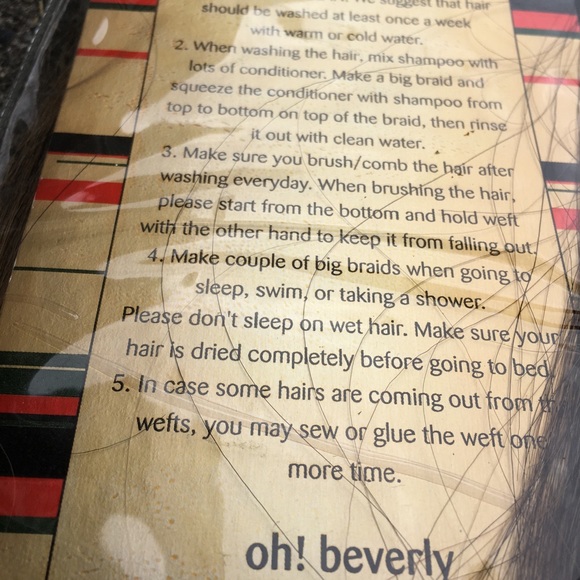 suggest that hair
should be washed at least once a week
with warm or cold water.
2. When washing the hair, mix shampoo with
lots of conditioner. Make a big braid and
squeeze the conditioner with shampoo from
top to bottom on top of the braid, then rinse
it out with clean water.
3. Make sure you brush/comb the hair after
washing everyday. When brushing the hair,
please start from the bottom and hold weft
with the other hand to keep it from falling out.
4. Make couple of big braids when going to
sleep, swim, or taking a shower.
Please don't sleep on wet hair. Make sure your
hair is dried completely before going to bed.
5. In case some hairs are coming out from
wefts, you may sew or glue the weft one
more time.
oh! beverly